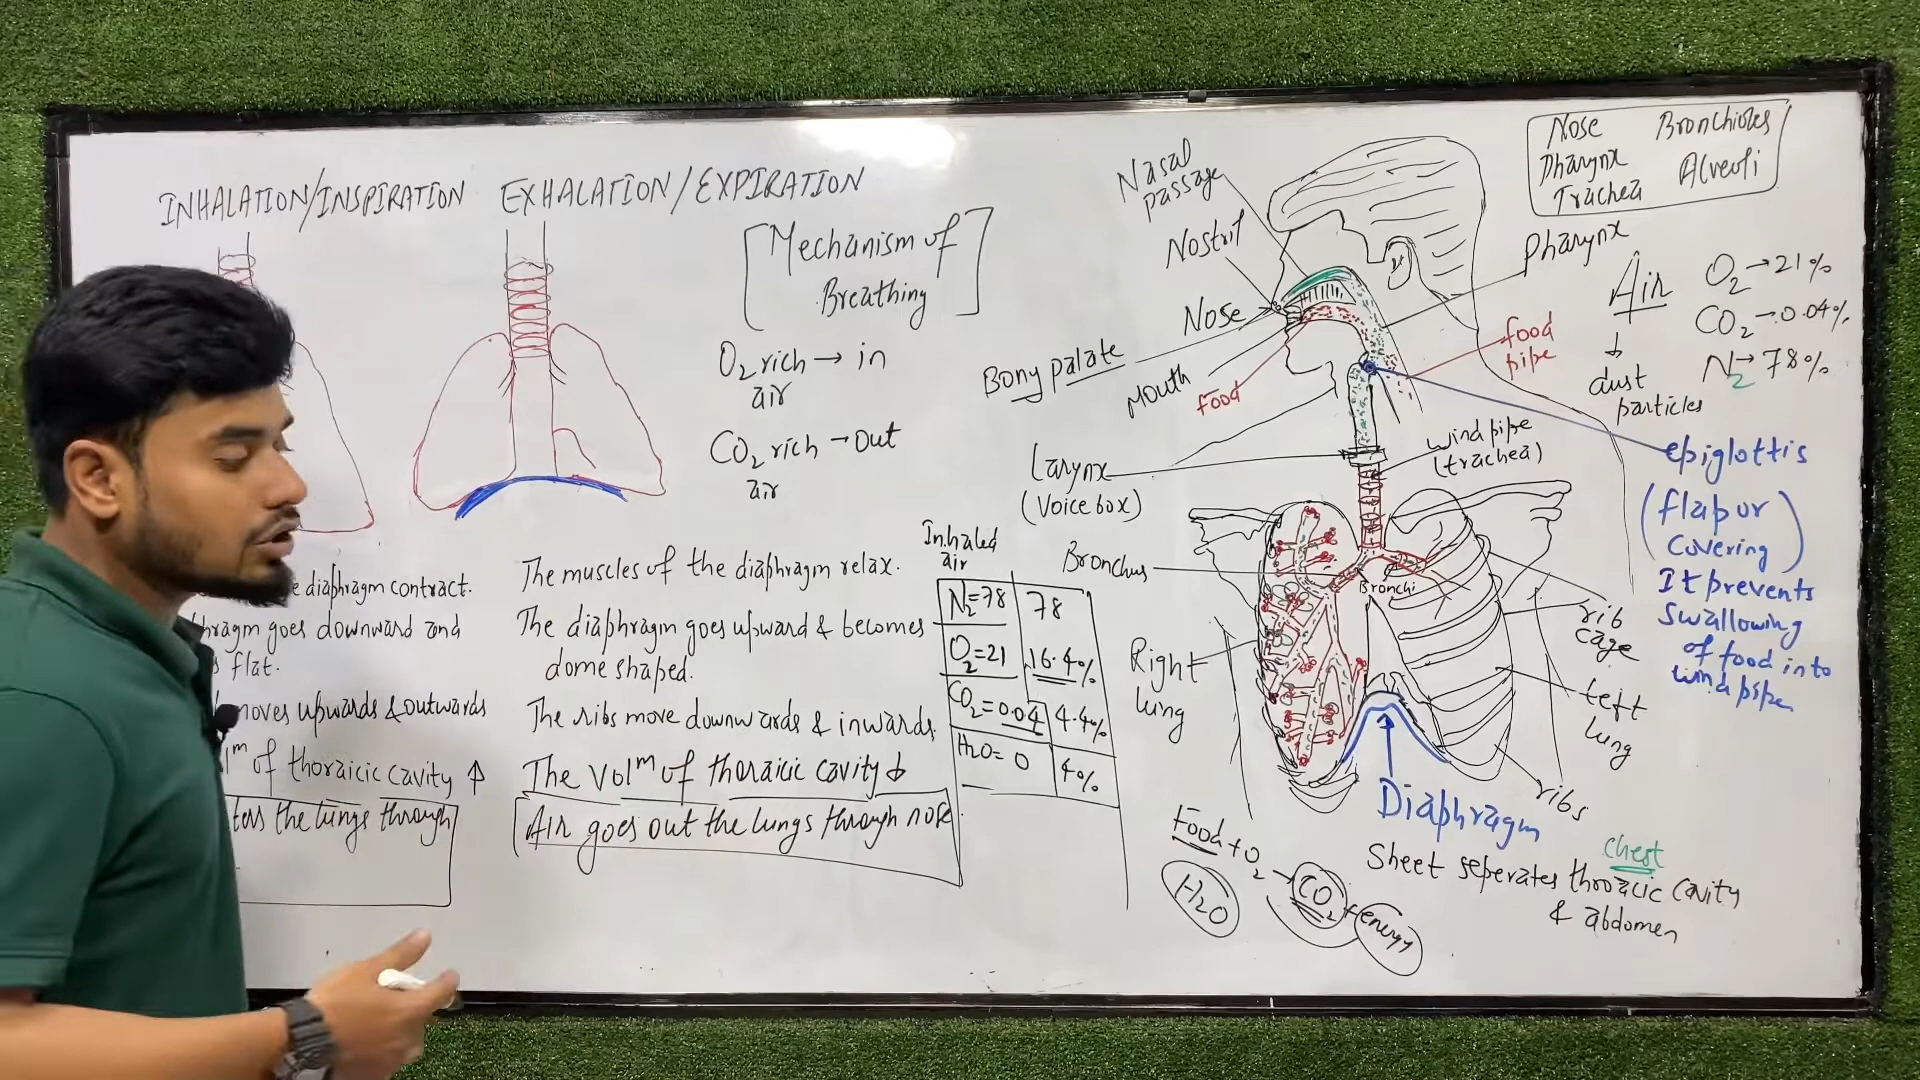 INHALATION/INSPIRATION
EXHALATION/EXPIRATION
[Mechanism of
Breathing]
O2 rich → in
air
CO2 rich → out
air
diaphragm contract.
hragm goes downward and
s flat.
moves upwards & outwards
lᵐ of thoraicic cavity ↑
ters the lungs through
The muscles of the diaphragm relax.
The diaphragm goes upward & becomes
dome shaped.
The ribs move downwards & inwards.
The Volᵐ of thoraicic cavity ↓
Air goes out the lungs through nose
Inhaled
air
N2=78 78
O2=21 16.4%
CO2=0.04 4.4%
H2O= 0 4%
Nasal
passage
Nostril
Nose
Bony palate
Mouth
food
Larynx
(Voice box)
Bronchus
Right
lung
Bronchi
Nose Bronchioles
Pharynx Alveoli
Trachea
Pharynx
food
pipe
windpipe
(trachea)
Air
↓
dust
particles
O2→21%
CO2→0.04%
N2→78%
epiglottis
(flap or
covering)
It prevents
swallowing
of food into
wind pipe
rib
cage
left
lung
ribs
Diaphragm
chest
Sheet seperates throacic cavity
& abdomen
Food + O2 → CO2 + energy
H2O